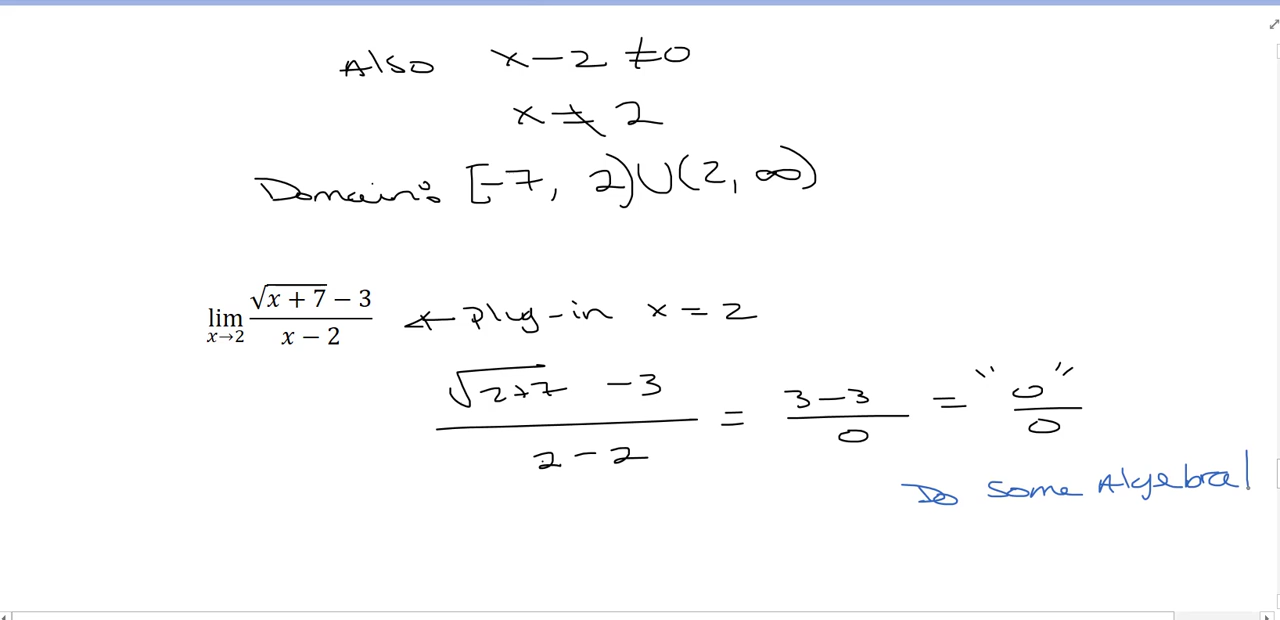 Also x - 2 ≠ 0
x ≠ 2
Domain: [-7, 2) ∪ (2, ∞)
lim x→2 (√(x + 7) − 3)/(x − 2) ← Plug-in x = 2
(√(2+7) - 3)/(2 - 2) = (3 - 3)/0 = "0/0"
Do some Algebra!